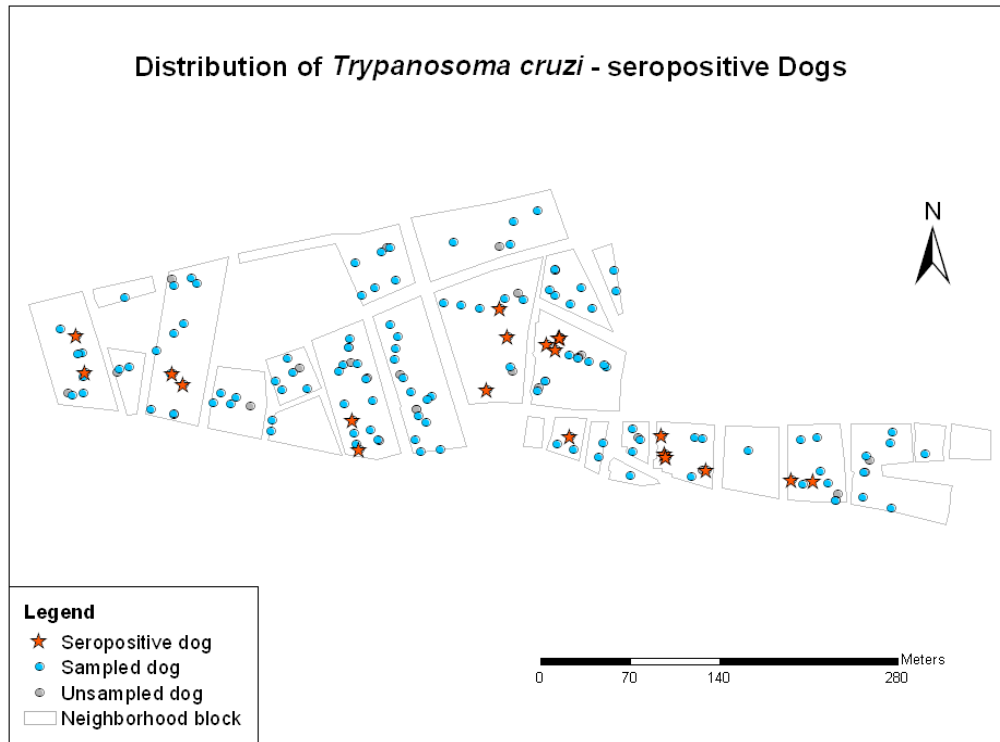 Distribution of Trypanosoma cruzi - seropositive Dogs
N
Legend
Seropositive dog
Sampled dog
Unsampled dog
Neighborhood block
Meters
0 70 140 280